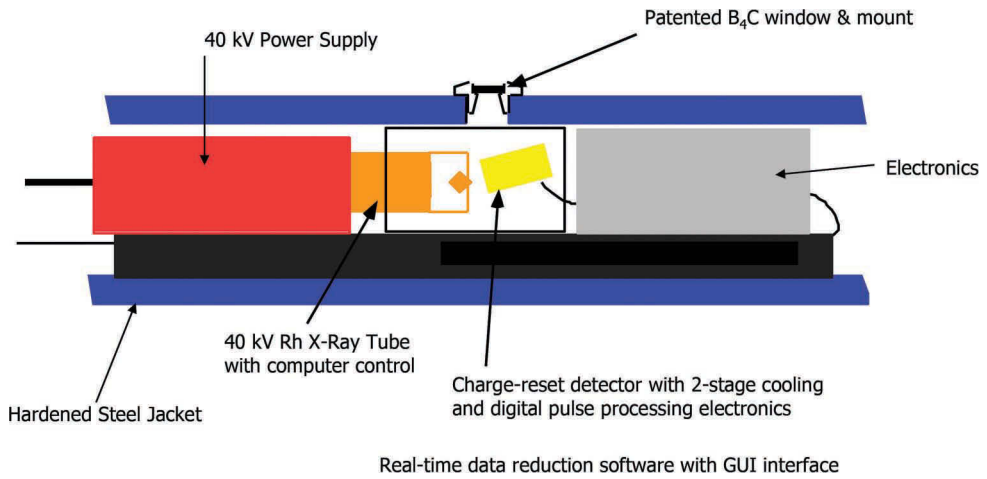 Patented B₄C window & mount
40 kV Power Supply
Electronics
40 kV Rh X-Ray Tube
with computer control
Charge-reset detector with 2-stage cooling
and digital pulse processing electronics
Hardened Steel Jacket
Real-time data reduction software with GUI interface